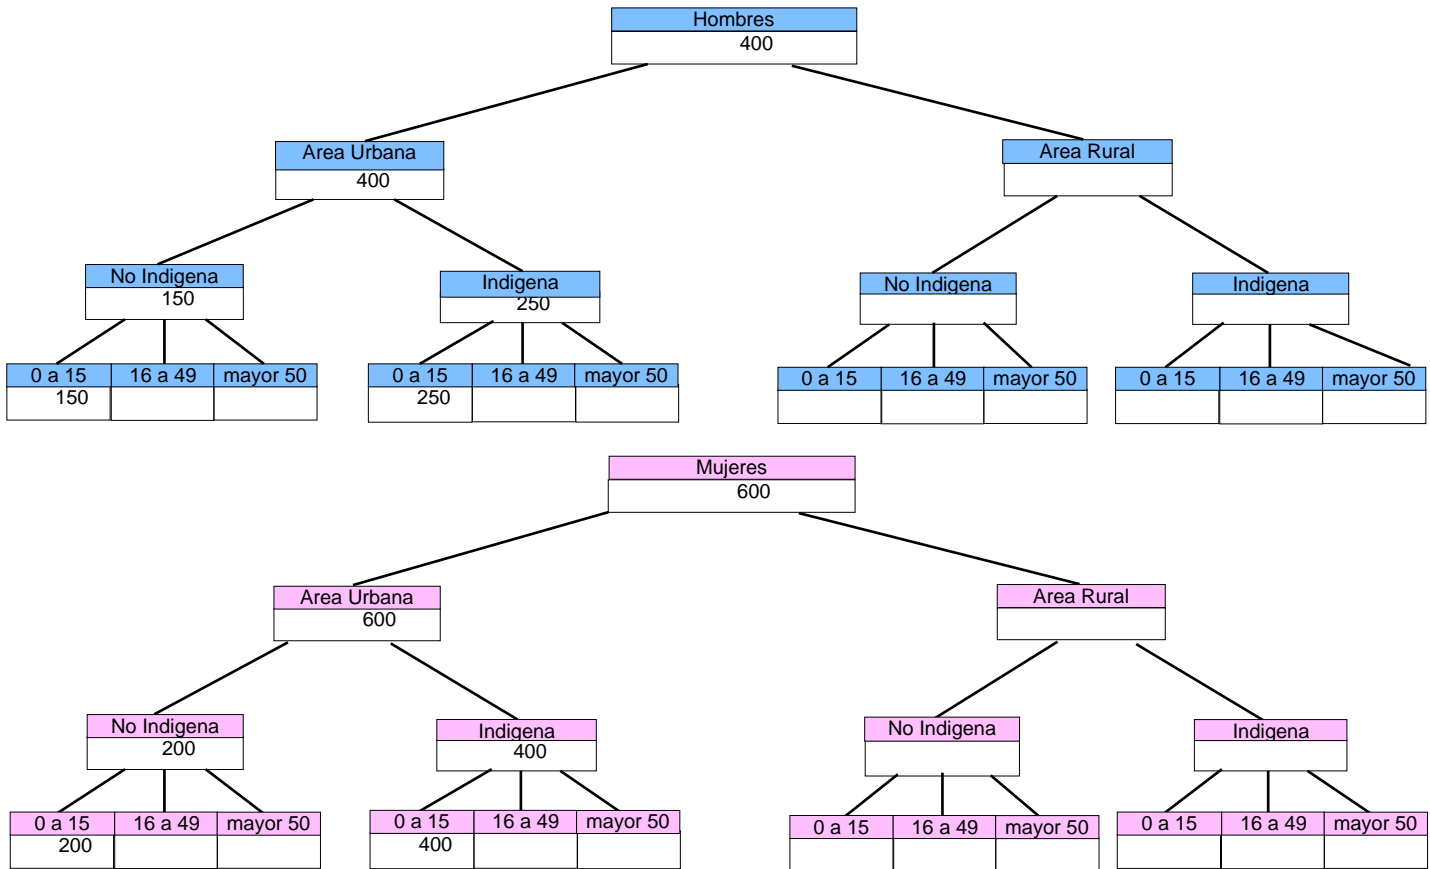 Hombres
400
Area Urbana
400
Area Rural
No Indigena
150
Indigena
250
No Indigena
Indigena
0 a 15 16 a 49 mayor 50
150
0 a 15 16 a 49 mayor 50
250
0 a 15 16 a 49 mayor 50
0 a 15 16 a 49 mayor 50
Mujeres
600
Area Urbana
600
Area Rural
No Indigena
200
Indigena
400
No Indigena
Indigena
0 a 15 16 a 49 mayor 50
200
0 a 15 16 a 49 mayor 50
400
0 a 15 16 a 49 mayor 50
0 a 15 16 a 49 mayor 50